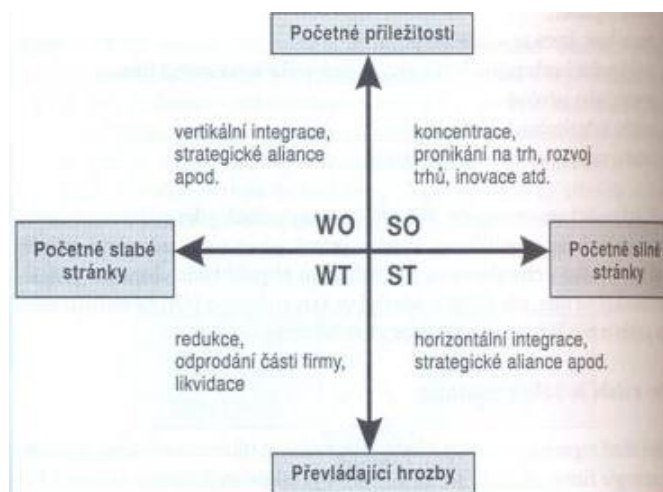 Početné příležitosti
vertikální integrace,
strategické aliance
apod.
koncentrace,
pronikání na trh, rozvoj
trhů, inovace atd.
WO SO
Početné slabé
stránky
Početné silné
stránky
WT ST
redukce,
odprodání části firmy,
likvidace
horizontální integrace,
strategické aliance apod.
Převládající hrozby